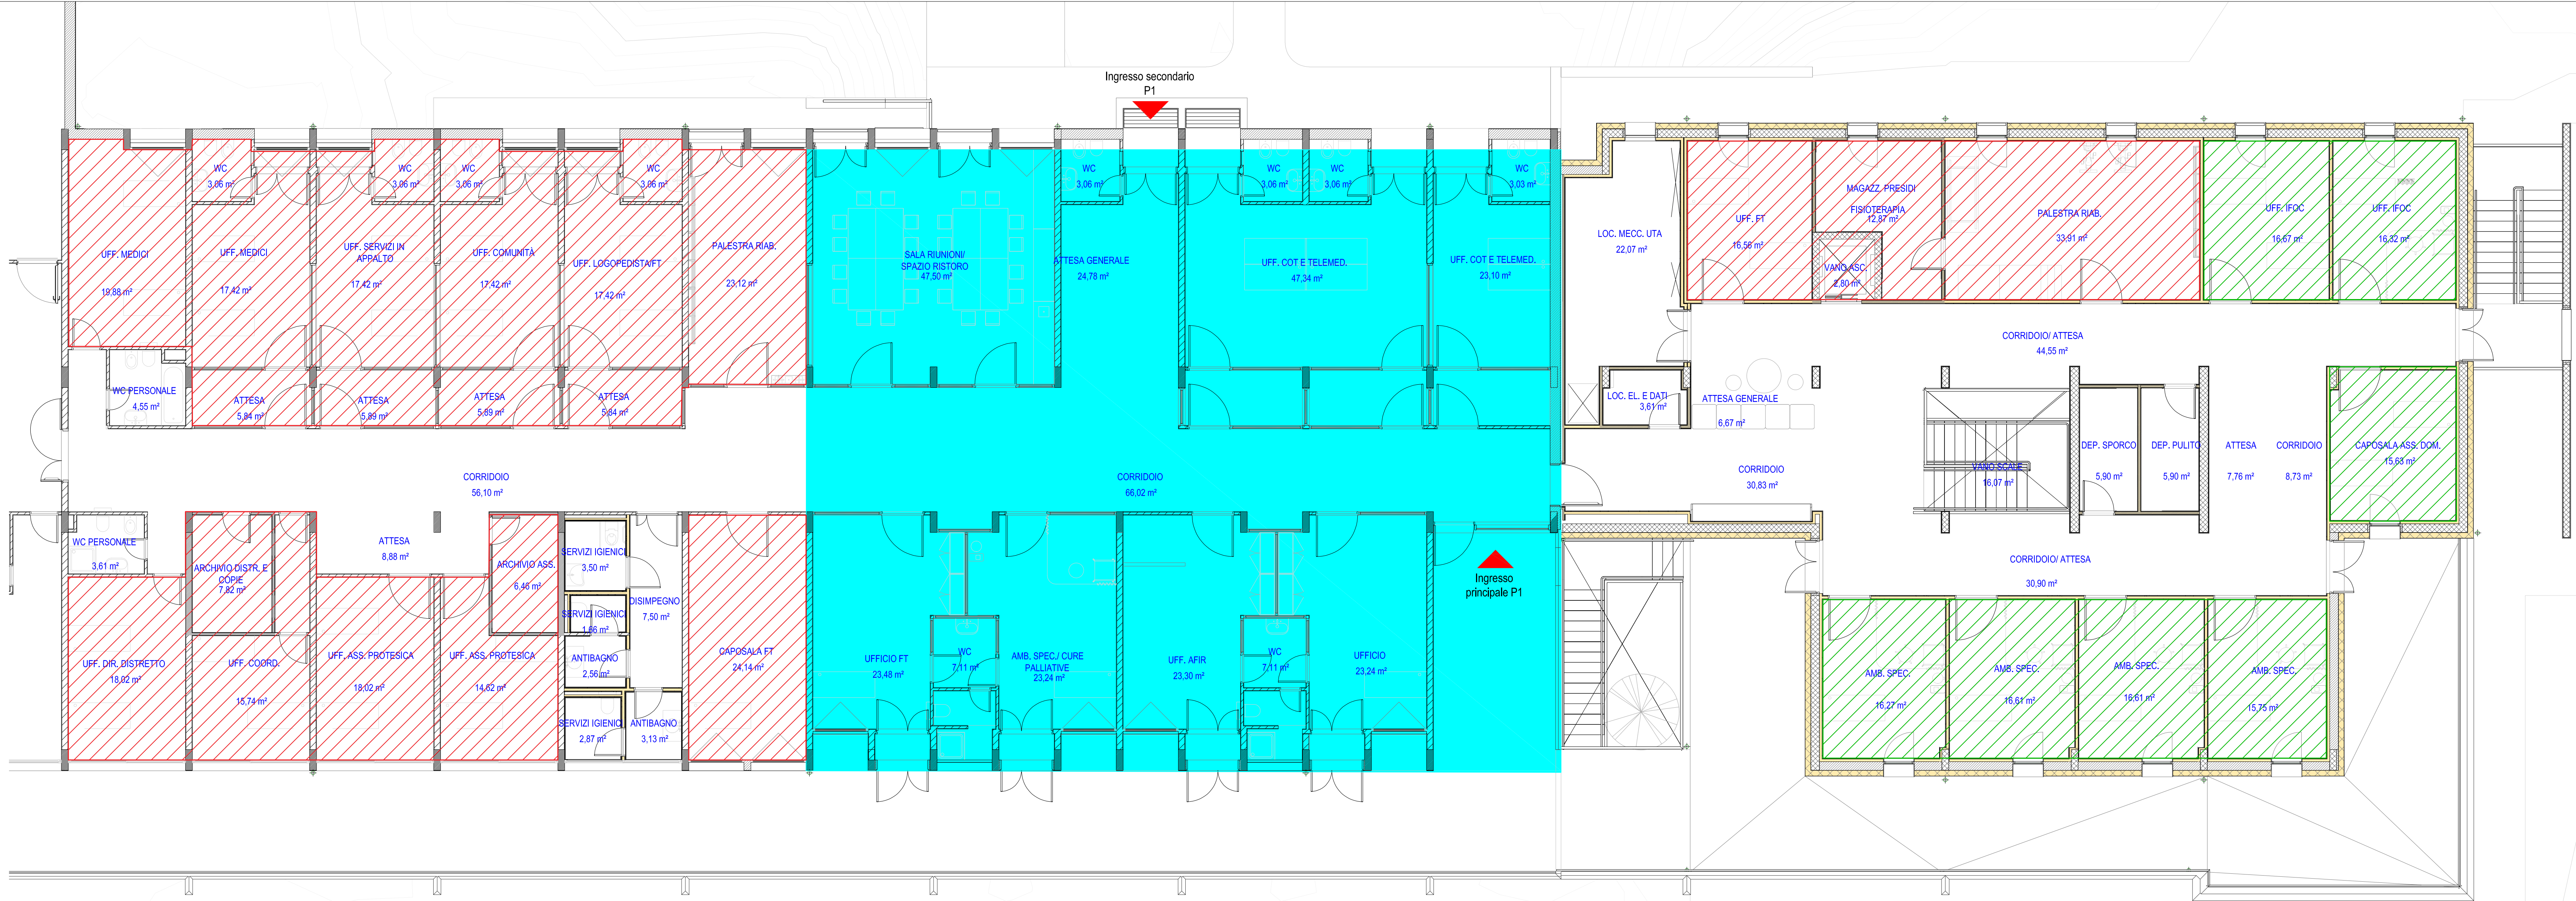 Ingresso secondario
P1
WC
3,06 m²
WC
3,06 m²
WC
3,06 m²
WC
3,06 m²
UFF. MEDICI
19,88 m²
UFF. MEDICI
17,42 m²
UFF. SERVIZI IN
APPALTO
17,42 m²
UFF. COMUNITÀ
17,42 m²
UFF. LOGOPEDISTA/FT
17,42 m²
PALESTRA RIAB.
23,12 m²
SALA RIUNIONI/
SPAZIO RISTORO
47,50 m²
WC
3,06 m²
ATTESA GENERALE
24,78 m²
WC
3,06 m²
WC
3,06 m²
UFF. COT E TELEMED.
47,34 m²
WC
3,03 m²
UFF. COT E TELEMED.
23,10 m²
LOC. MECC. UTA
22,07 m²
UFF. FT
16,56 m²
MAGAZZ. PRESIDI
FISIOTERAPIA
12,87 m²
VANO ASC.
2,80 m²
PALESTRA RIAB.
33,91 m²
UFF. IFOC
16,67 m²
UFF. IFOC
16,32 m²
WC PERSONALE
4,55 m²
ATTESA
5,84 m²
ATTESA
5,89 m²
ATTESA
5,89 m²
ATTESA
5,84 m²
CORRIDOIO/ ATTESA
44,55 m²
LOC. EL. E DATI
3,61 m²
ATTESA GENERALE
6,67 m²
CORRIDOIO
56,10 m²
CORRIDOIO
66,02 m²
CORRIDOIO
30,83 m²
VANO SCALE
16,07 m²
DEP. SPORCO
5,90 m²
DEP. PULITO
5,90 m²
ATTESA
7,76 m²
CORRIDOIO
8,73 m²
CAPOSALA ASS. DOM.
15,63 m²
WC PERSONALE
3,61 m²
ARCHIVIO DISTR. E
COPIE
7,82 m²
ATTESA
8,88 m²
ARCHIVIO ASS.
6,46 m²
SERVIZI IGIENICI
3,50 m²
SERVIZI IGIENICI
1,66 m²
DISIMPEGNO
7,50 m²
ANTIBAGNO
2,56 m²
SERVIZI IGIENICI
2,87 m²
ANTIBAGNO
3,13 m²
UFF. DIR. DISTRETTO
18,02 m²
UFF. COORD.
15,74 m²
UFF. ASS. PROTESICA
18,02 m²
UFF. ASS. PROTESICA
14,62 m²
CAPOSALA FT
24,14 m²
UFFICIO FT
23,48 m²
WC
7,11 m²
AMB. SPEC./ CURE
PALLIATIVE
23,24 m²
UFF. AFIR
23,30 m²
WC
7,11 m²
UFFICIO
23,24 m²
Ingresso
principale P1
CORRIDOIO/ ATTESA
30,90 m²
AMB. SPEC.
16,27 m²
AMB. SPEC.
16,61 m²
AMB. SPEC.
16,61 m²
AMB. SPEC.
15,75 m²